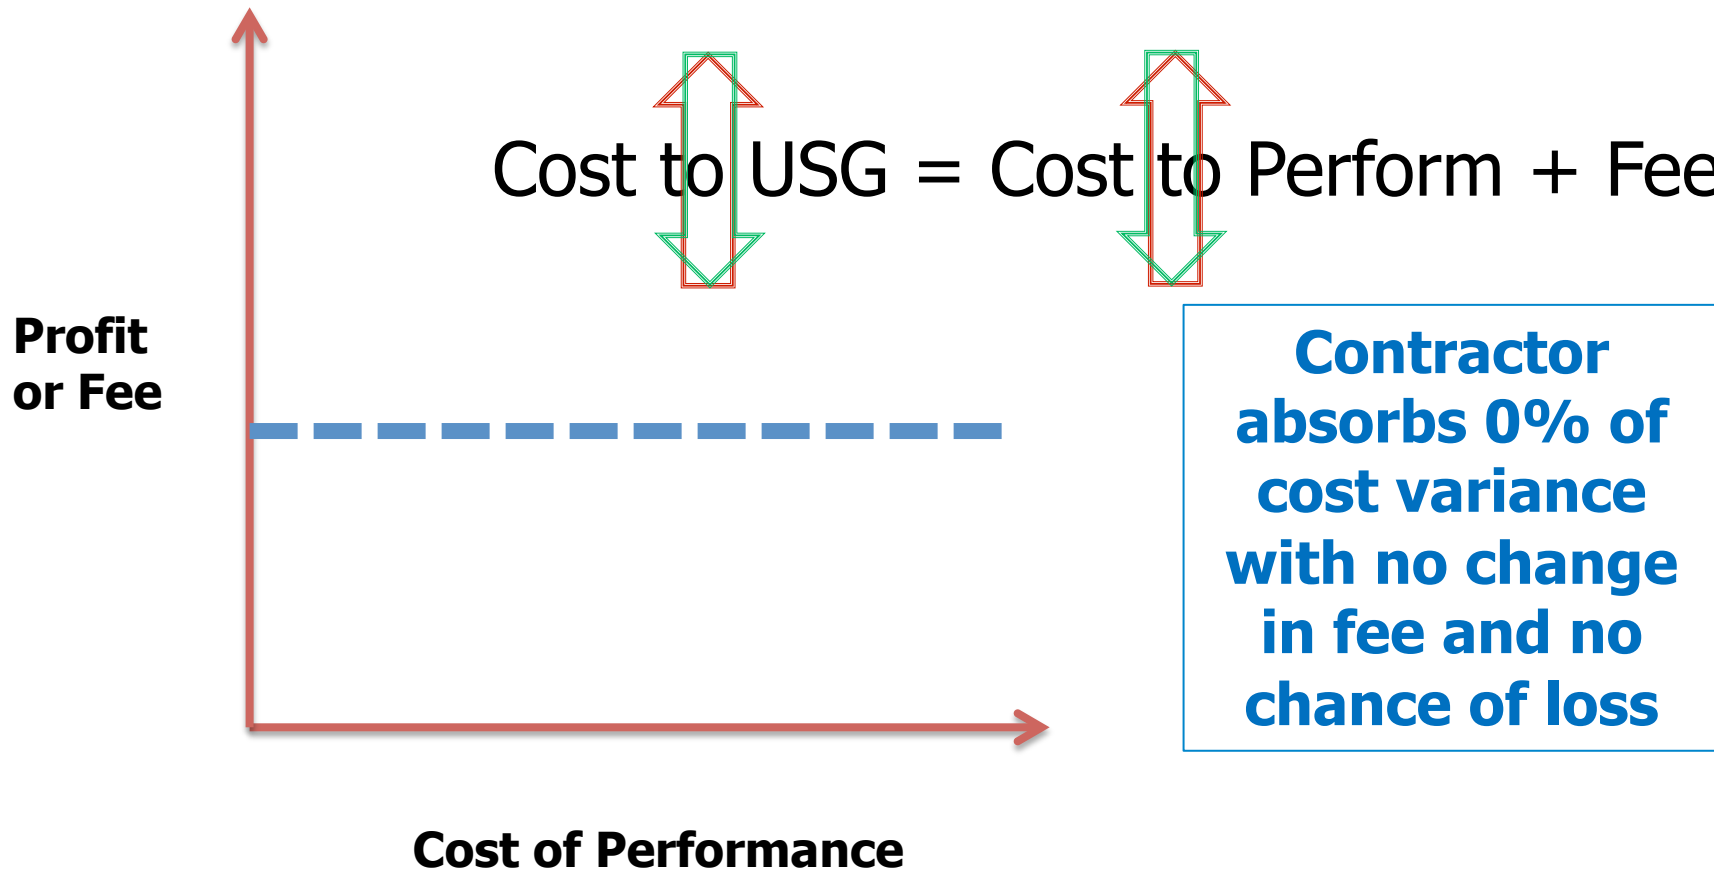 Cost to USG = Cost to Perform + Fee
Profit
or Fee
Contractor
absorbs 0% of
cost variance
with no change
in fee and no
chance of loss
Cost of Performance